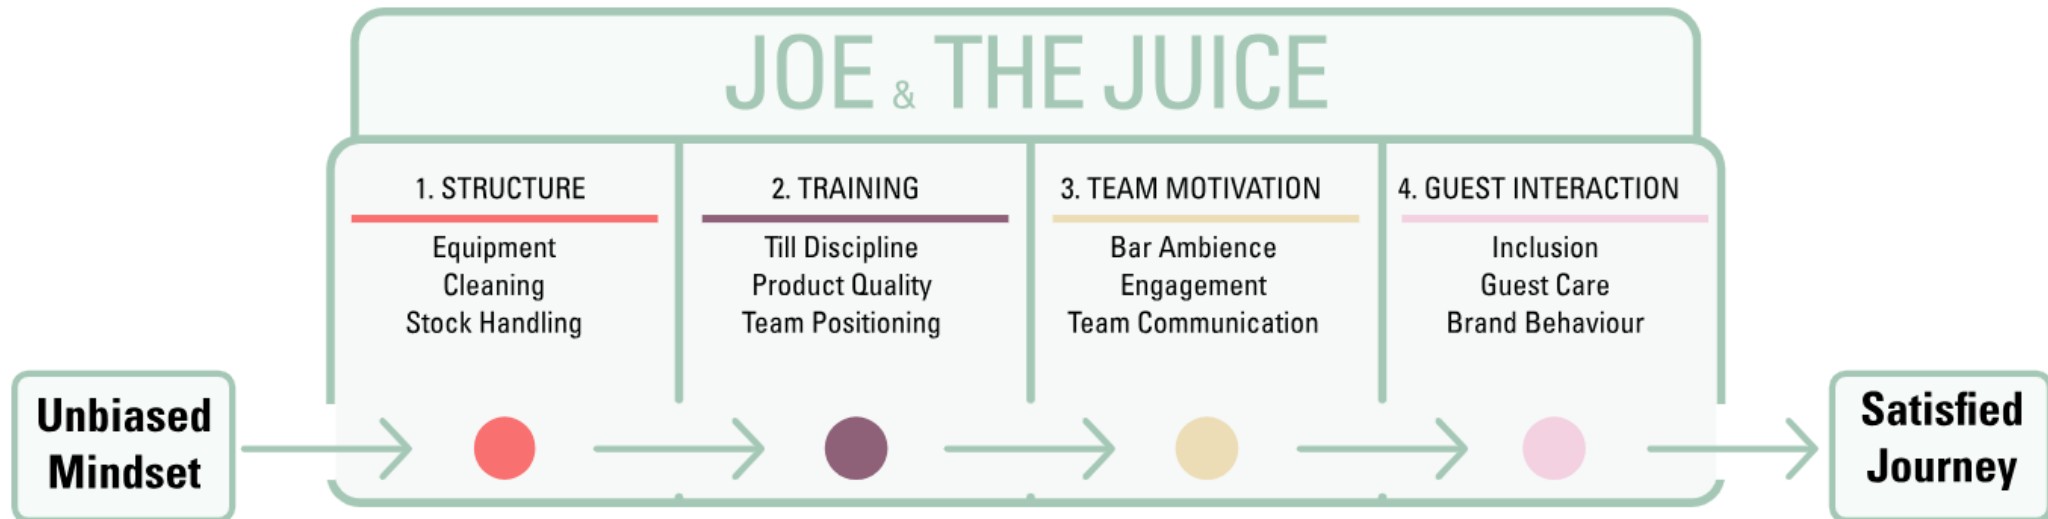 JOE & THE JUICE
1. STRUCTURE
Equipment
Cleaning
Stock Handling
2. TRAINING
Till Discipline
Product Quality
Team Positioning
3. TEAM MOTIVATION
Bar Ambience
Engagement
Team Communication
4. GUEST INTERACTION
Inclusion
Guest Care
Brand Behaviour
Unbiased
Mindset
Satisfied
Journey